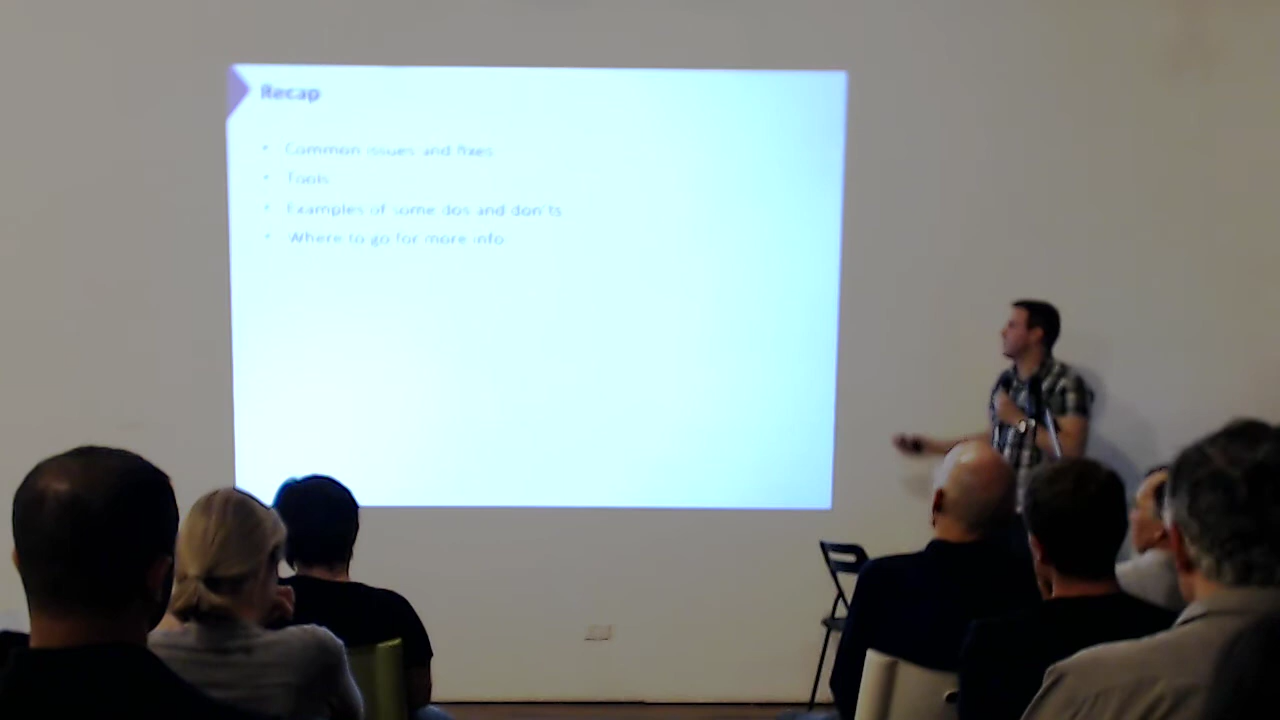 Recap
• Common issues and fixes
• Tools
• Examples of some dos and don'ts
• Where to go for more info